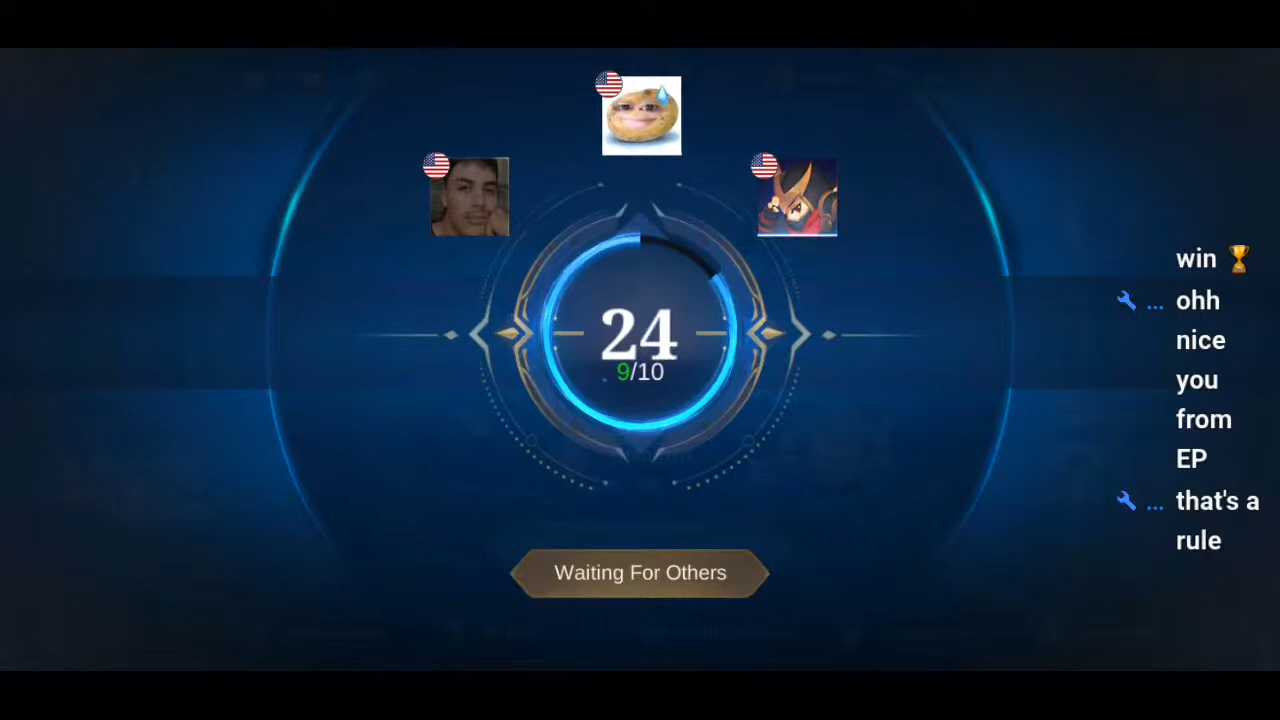 24
9/10
Waiting For Others
win 🏆
... ohh
nice
you
from
EP
... that's a
rule